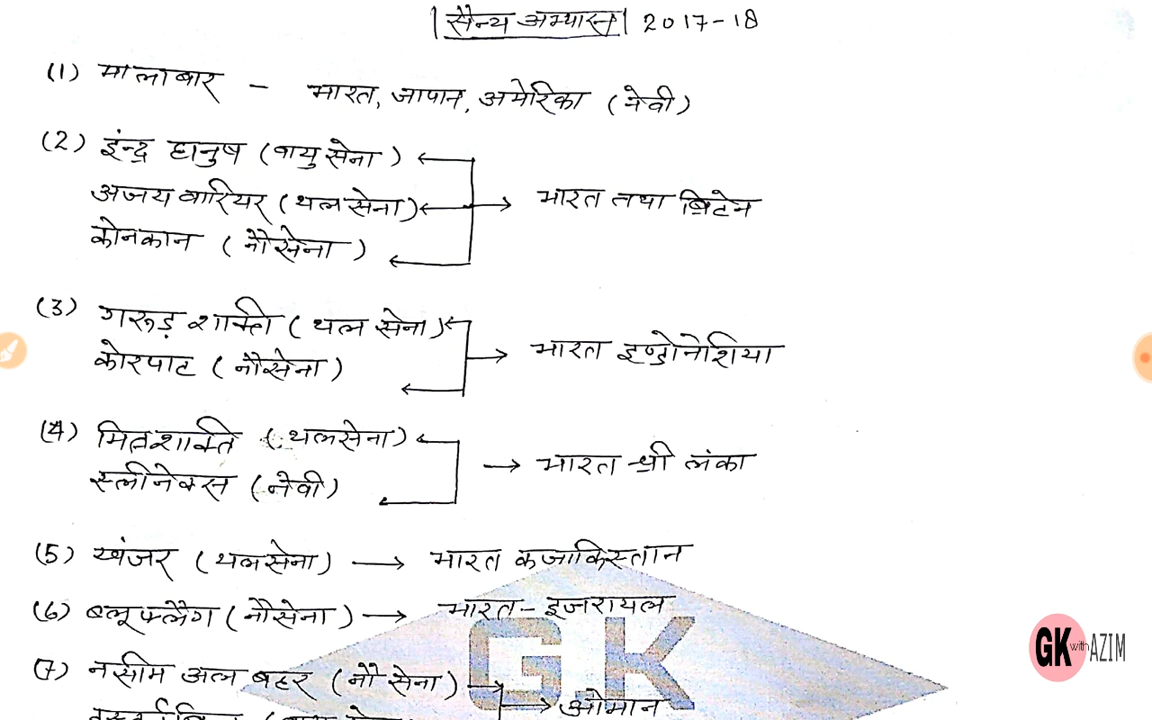 सैन्य अभ्यास 2017-18
(1) मालाबार - भारत, जापान, अमेरिका (नेवी)
(2) इंन्द्र धनुष (वायु सेना)
अजय वारियर (थल सेना) → भारत तथा ब्रिटेन
कोनकान (नौसेना)
(3) गरूड़ शक्ति (थल सेना)
कोरपाट (नौसेना) → भारत इण्डोनेशिया
(4) मित्रशक्ति (थलसेना)
स्लीनेक्स (नेवी) → भारत श्री लंका
(5) खंजर (थलसेना) → भारत कजाकिस्तान
(6) ब्लूफ्लैग (नौसेना) → भारत - इजरायल
(7) नसीम अल बहर (नौ सेना) → ओमान
G.K
GK with AZIM